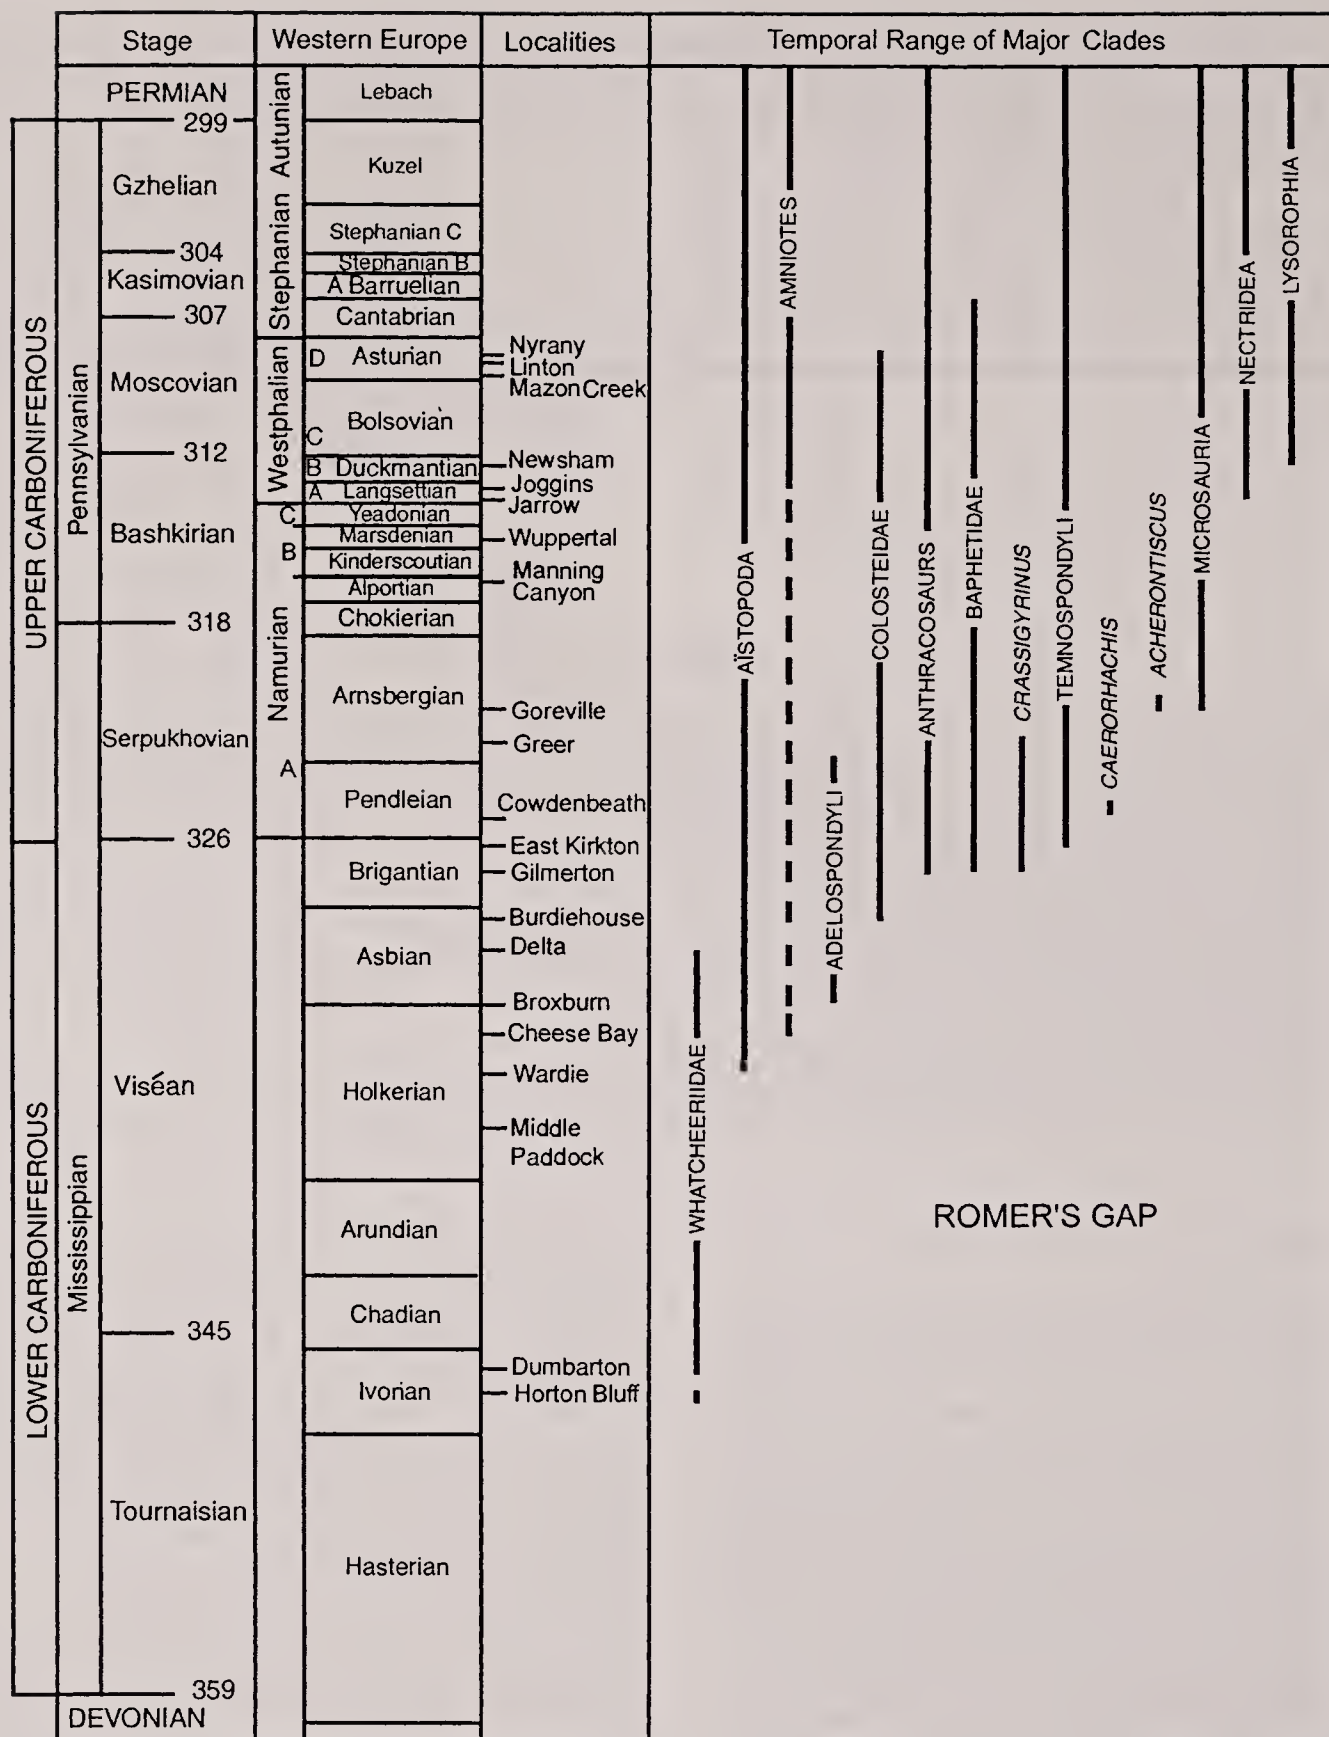 Stage
Western Europe
Localities
Temporal Range of Major Clades
UPPER CARBONIFEROUS
LOWER CARBONIFEROUS
Pennsylvanian
Mississippian
PERMIAN
299
Gzhelian
304
Kasimovian
307
Moscovian
312
Bashkirian
318
Serpukhovian
326
Viséan
345
Tournaisian
359
DEVONIAN
Autunian
Stephanian
Westphalian
Namurian
D
C
B
A
C
B
A
Lebach
Kuzel
Stephanian C
Stephanian B
A Barruelian
Cantabrian
Asturian
Bolsovian
Duckmantian
Langsettian
Yeadonian
Marsdenian
Kinderscoutian
Alportian
Chokierian
Arnsbergian
Pendleian
Brigantian
Asbian
Holkerian
Arundian
Chadian
Ivorian
Hasterian
Nyrany
Linton
Mazon Creek
Newsham
Joggins
Jarrow
Wuppertal
Manning
Canyon
Goreville
Greer
Cowdenbeath
East Kirkton
Gilmerton
Burdiehouse
Delta
Broxburn
Cheese Bay
Wardie
Middle
Paddock
Dumbarton
Horton Bluff
WHATCHEERIIDAE
AÏSTOPODA
AMNIOTES
ADELOSPONDYLI
COLOSTEIDAE
ANTHRACOSAURS
BAPHETIDAE
CRASSIGYRINUS
TEMNOSPONDYLI
CAERORHACHIS
ACHERONTISCUS
MICROSAURIA
NECTRIDEA
LYSOROPHIA
ROMER'S GAP